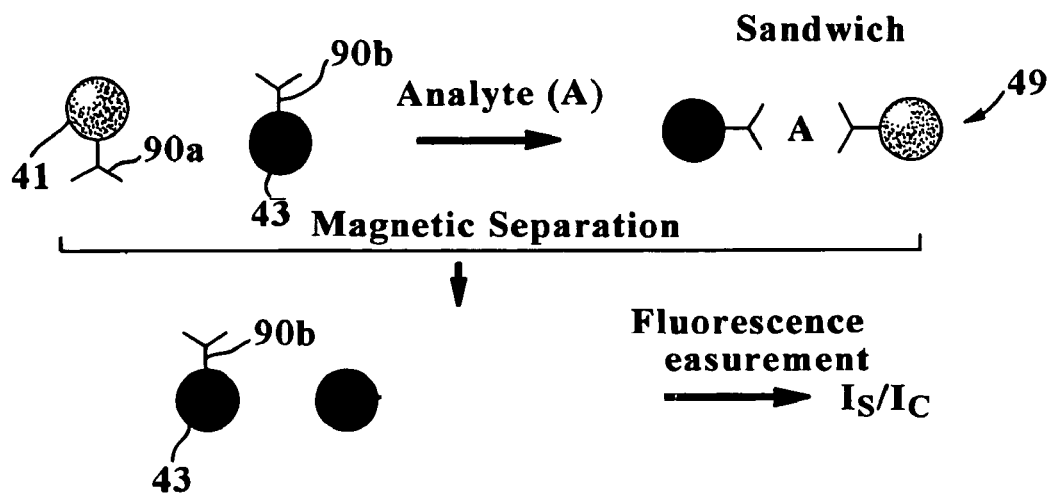 Sandwich
90b
Analyte (A)
49
41
90a
A
43
Magnetic Separation
90b
Fluorescence
easurement
IS/IC
43